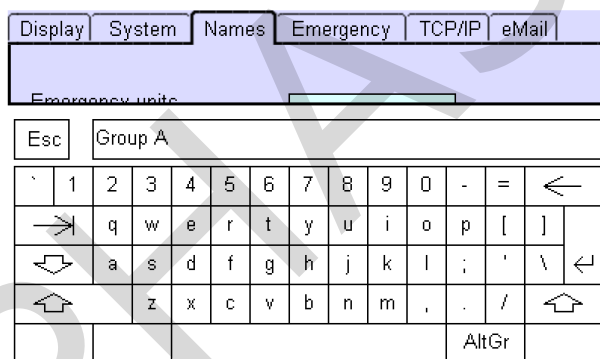 Display System Names Emergency TCP/IP eMail
Emergency units
Esc Group A
` 1 2 3 4 5 6 7 8 9 0 - =
q w e r t y u i o p [ ]
a s d f g h j k l ; ' \
z x c v b n m , . /
AltGr